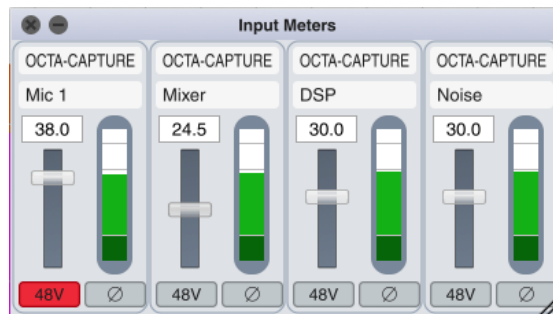 Input Meters
OCTA-CAPTURE OCTA-CAPTURE OCTA-CAPTURE OCTA-CAPTURE
Mic 1 Mixer DSP Noise
38.0 24.5 30.0 30.0
48V ∅ 48V ∅ 48V ∅ 48V ∅